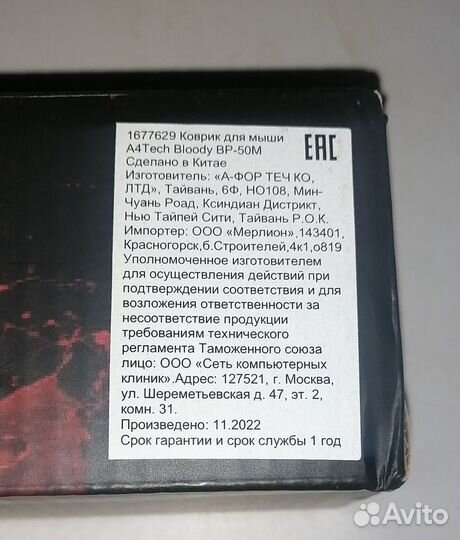 1677629 Коврик для мыши
A4Tech Bloody BP-50M
Сделано в Китае
Изготовитель: «А-ФОР ТЕЧ КО,
ЛТД», Тайвань, 6Ф, НО108, Мин-
Чуань Роад, Ксиндиан Дистрикт,
Нью Тайпей Сити, Тайвань Р.О.К.
Импортер: ООО «Мерлион»,143401,
Красногорск,б.Строителей,4к1,о819
Уполномоченное изготовителем
для осуществления действий при
подтверждении соответствия и для
возложения ответственности за
несоответствие продукции
требованиям технического
регламента Таможенного союза
лицо: ООО «Сеть компьютерных
клиник».Адрес: 127521, г. Москва,
ул. Шереметьевская д. 47, эт. 2,
комн. 31.
Произведено: 11.2022
Срок гарантии и срок службы 1 год
EAC
Avito